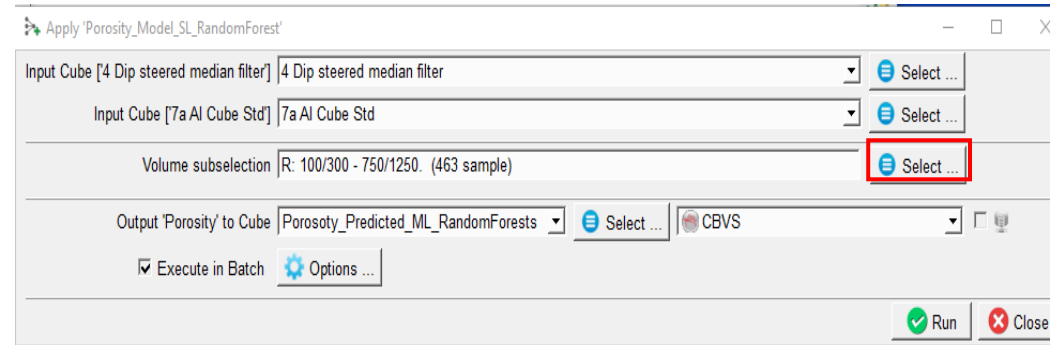 Apply 'Porosity_Model_SL_RandomForest'
Input Cube ['4 Dip steered median filter'] 4 Dip steered median filter Select ...
Input Cube ['7a AI Cube Std'] 7a AI Cube Std Select ...
Volume subselection R: 100/300 - 750/1250. (463 sample) Select ...
Output 'Porosity' to Cube Porosoty_Predicted_ML_RandomForests Select ... CBVS
Execute in Batch Options ...
Run Close